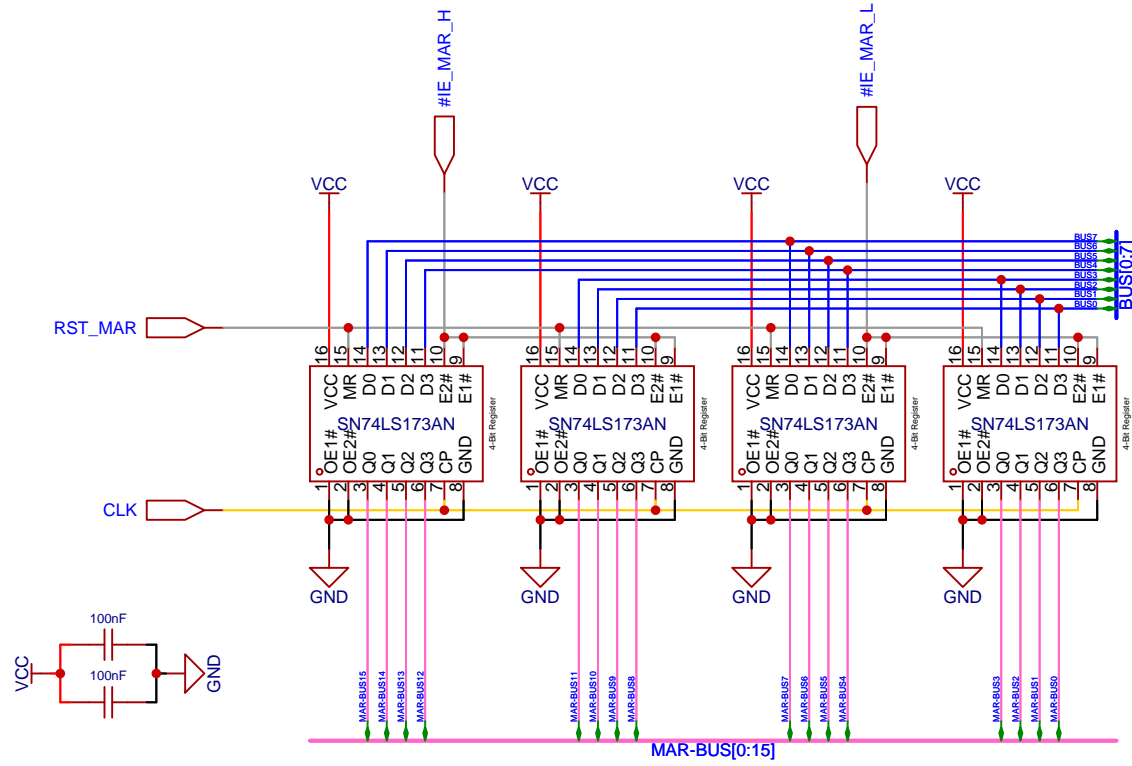 #IE_MAR_H
#IE_MAR_L
VCC
VCC
VCC
VCC
BUS7
BUS6
BUS5
BUS4
BUS3
BUS2
BUS1
BUS0
BUS[0:7]
RST_MAR
16 15 14 13 12 11 10 9
VCC MR D0 D1 D2 D3 E2# E1#
SN74LS173AN
4-Bit Register
OE1# OE2# Q0 Q1 Q2 Q3 CP GND
1 2 3 4 5 6 7 8
16 15 14 13 12 11 10 9
VCC MR D0 D1 D2 D3 E2# E1#
SN74LS173AN
4-Bit Register
OE1# OE2# Q0 Q1 Q2 Q3 CP GND
1 2 3 4 5 6 7 8
16 15 14 13 12 11 10 9
VCC MR D0 D1 D2 D3 E2# E1#
SN74LS173AN
4-Bit Register
OE1# OE2# Q0 Q1 Q2 Q3 CP GND
1 2 3 4 5 6 7 8
16 15 14 13 12 11 10 9
VCC MR D0 D1 D2 D3 E2# E1#
SN74LS173AN
4-Bit Register
OE1# OE2# Q0 Q1 Q2 Q3 CP GND
1 2 3 4 5 6 7 8
CLK
GND
GND
GND
GND
100nF
VCC
100nF
GND
MAR-BUS15
MAR-BUS14
MAR-BUS13
MAR-BUS12
MAR-BUS11
MAR-BUS10
MAR-BUS9
MAR-BUS8
MAR-BUS7
MAR-BUS6
MAR-BUS5
MAR-BUS4
MAR-BUS3
MAR-BUS2
MAR-BUS1
MAR-BUS0
MAR-BUS[0:15]